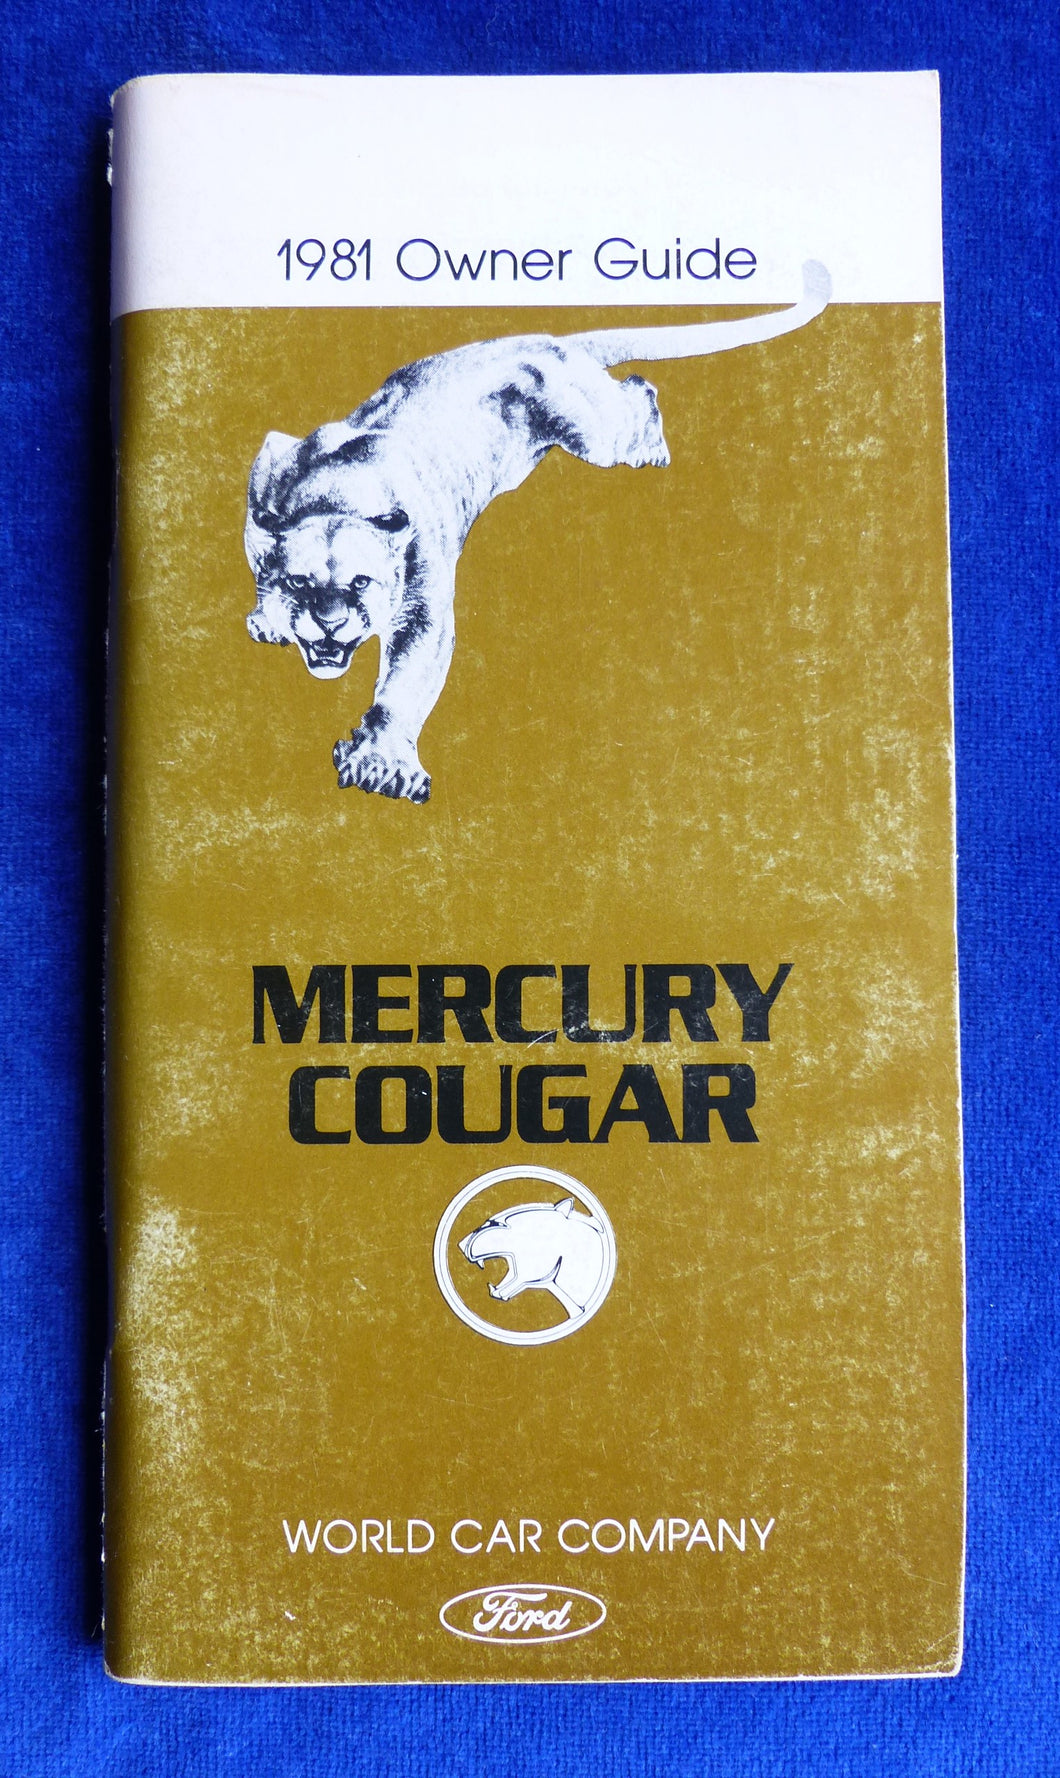 1981 Owner Guide
MERCURY
COUGAR
WORLD CAR COMPANY
Ford